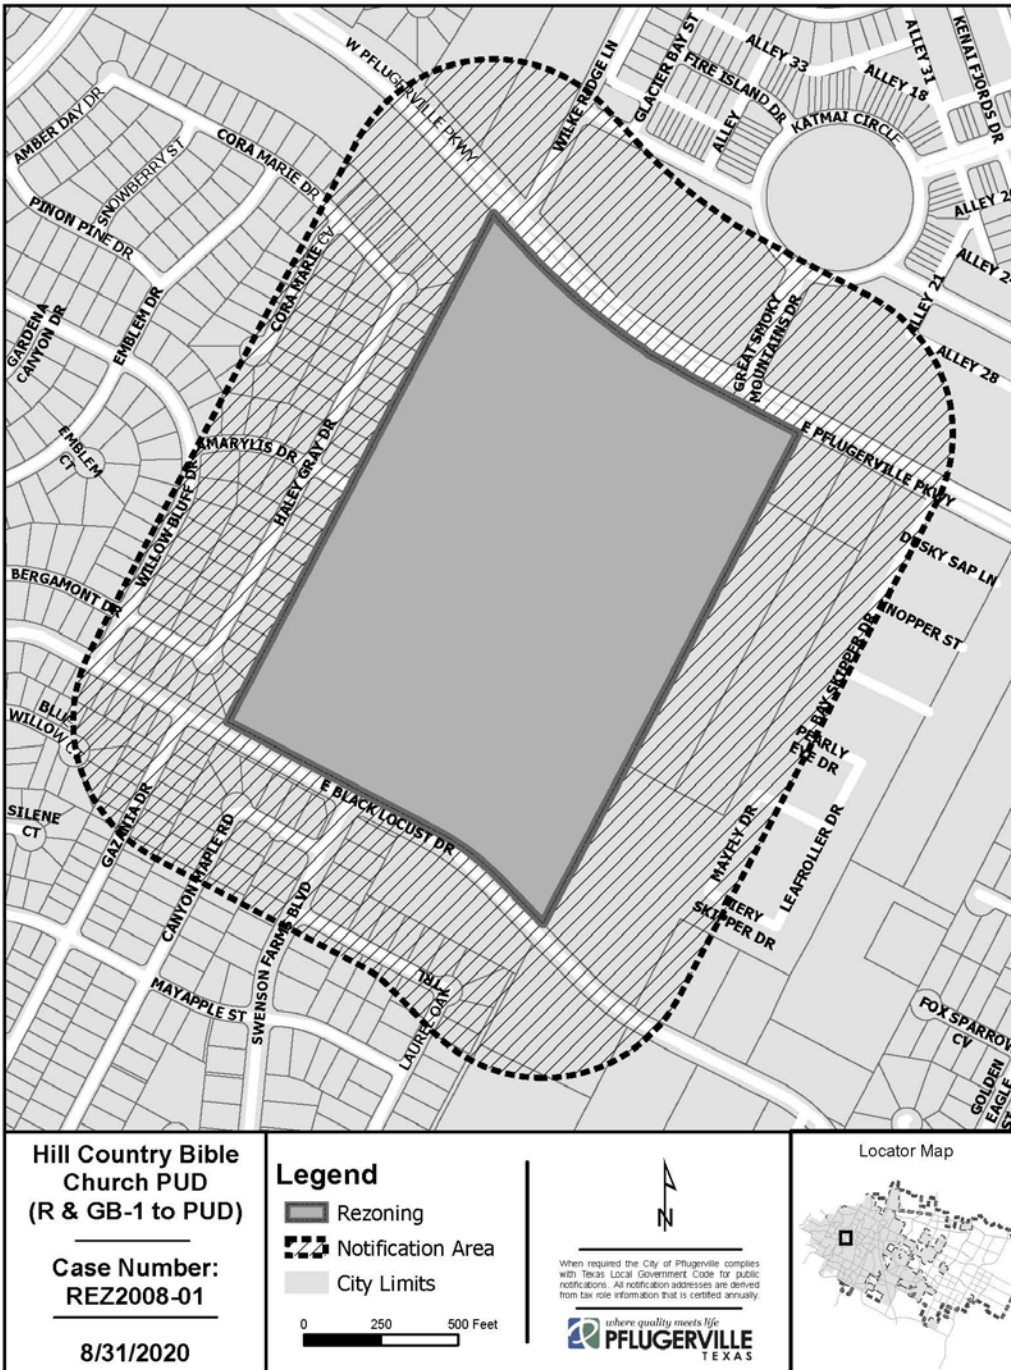 W PFLUGERVILLE PKWY
WILKE RIDGE LN
GLACIER BAY ST
ALLEY 33
ALLEY 31
KENAI FJORDS DR
FIRE ISLAND DR
ALLEY 18
ALLEY
KATMAI CIRCLE
AMBER DAY DR
SNOWBERRY ST
CORA MARIE DR
PINON PINE DR
CORA MARIE CV
ALLEY 21
ALLEY 28
GREAT SMOKY
MOUNTAINS DR
GARDENA
CANYON DR
EMBLEM DR
EMBLEM
CT
AMARYLIS DR
HALEY GRAY DR
WILLOW BLUFF DR
E PFLUGERVILLE PKWY
DUSKY SAP LN
KNOPPER ST
BERGAMONT DR
BAY SKIPPER DR
PEARLY
EYE DR
BLUE
WILLOW CT
E BLACK LOCUST DR
MAYFLY DR
LEAFROLLER DR
SILENE
CT
GAZANIA DR
CANYON MAPLE RD
FIERY
SKIPPER DR
SWENSON FARMS BLVD
TRL
LAUREL OAK
MAYAPPLE ST
FOX SPARROW
CV
GOLDEN
EAGLE
ST
Hill Country Bible
Church PUD
(R & GB-1 to PUD)
Case Number:
REZ2008-01
8/31/2020
Legend
Rezoning
Notification Area
City Limits
0 250 500 Feet
N
When required the City of Pflugerville complies
with Texas Local Government Code for public
notifications. All notification addresses are derived
from tax role information that is certified annually.
where quality meets life
PFLUGERVILLE
TEXAS
Locator Map